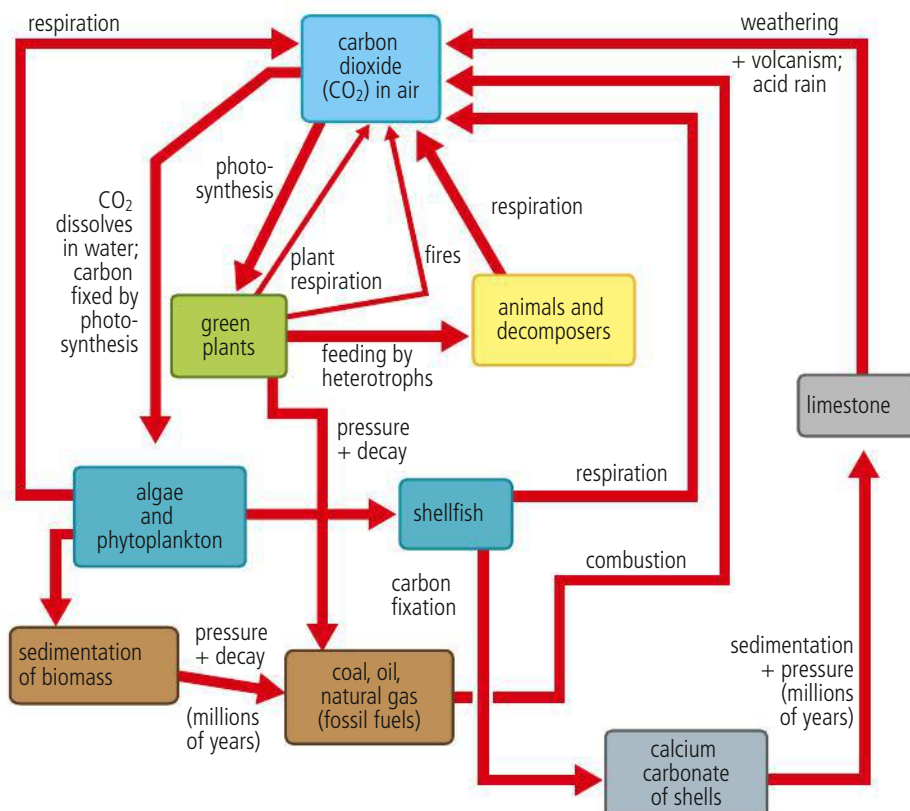 respiration
carbon
dioxide
(CO₂) in air
weathering
+ volcanism;
acid rain
photo-
synthesis
CO₂
dissolves
in water;
carbon
fixed by
photo-
synthesis
plant
respiration
fires
respiration
green
plants
feeding by
heterotrophs
animals and
decomposers
limestone
pressure
+ decay
algae
and
phytoplankton
shellfish
respiration
carbon
fixation
combustion
sedimentation
of biomass
pressure
+ decay
(millions
of years)
coal, oil,
natural gas
(fossil fuels)
sedimentation
+ pressure
(millions
of years)
calcium
carbonate
of shells